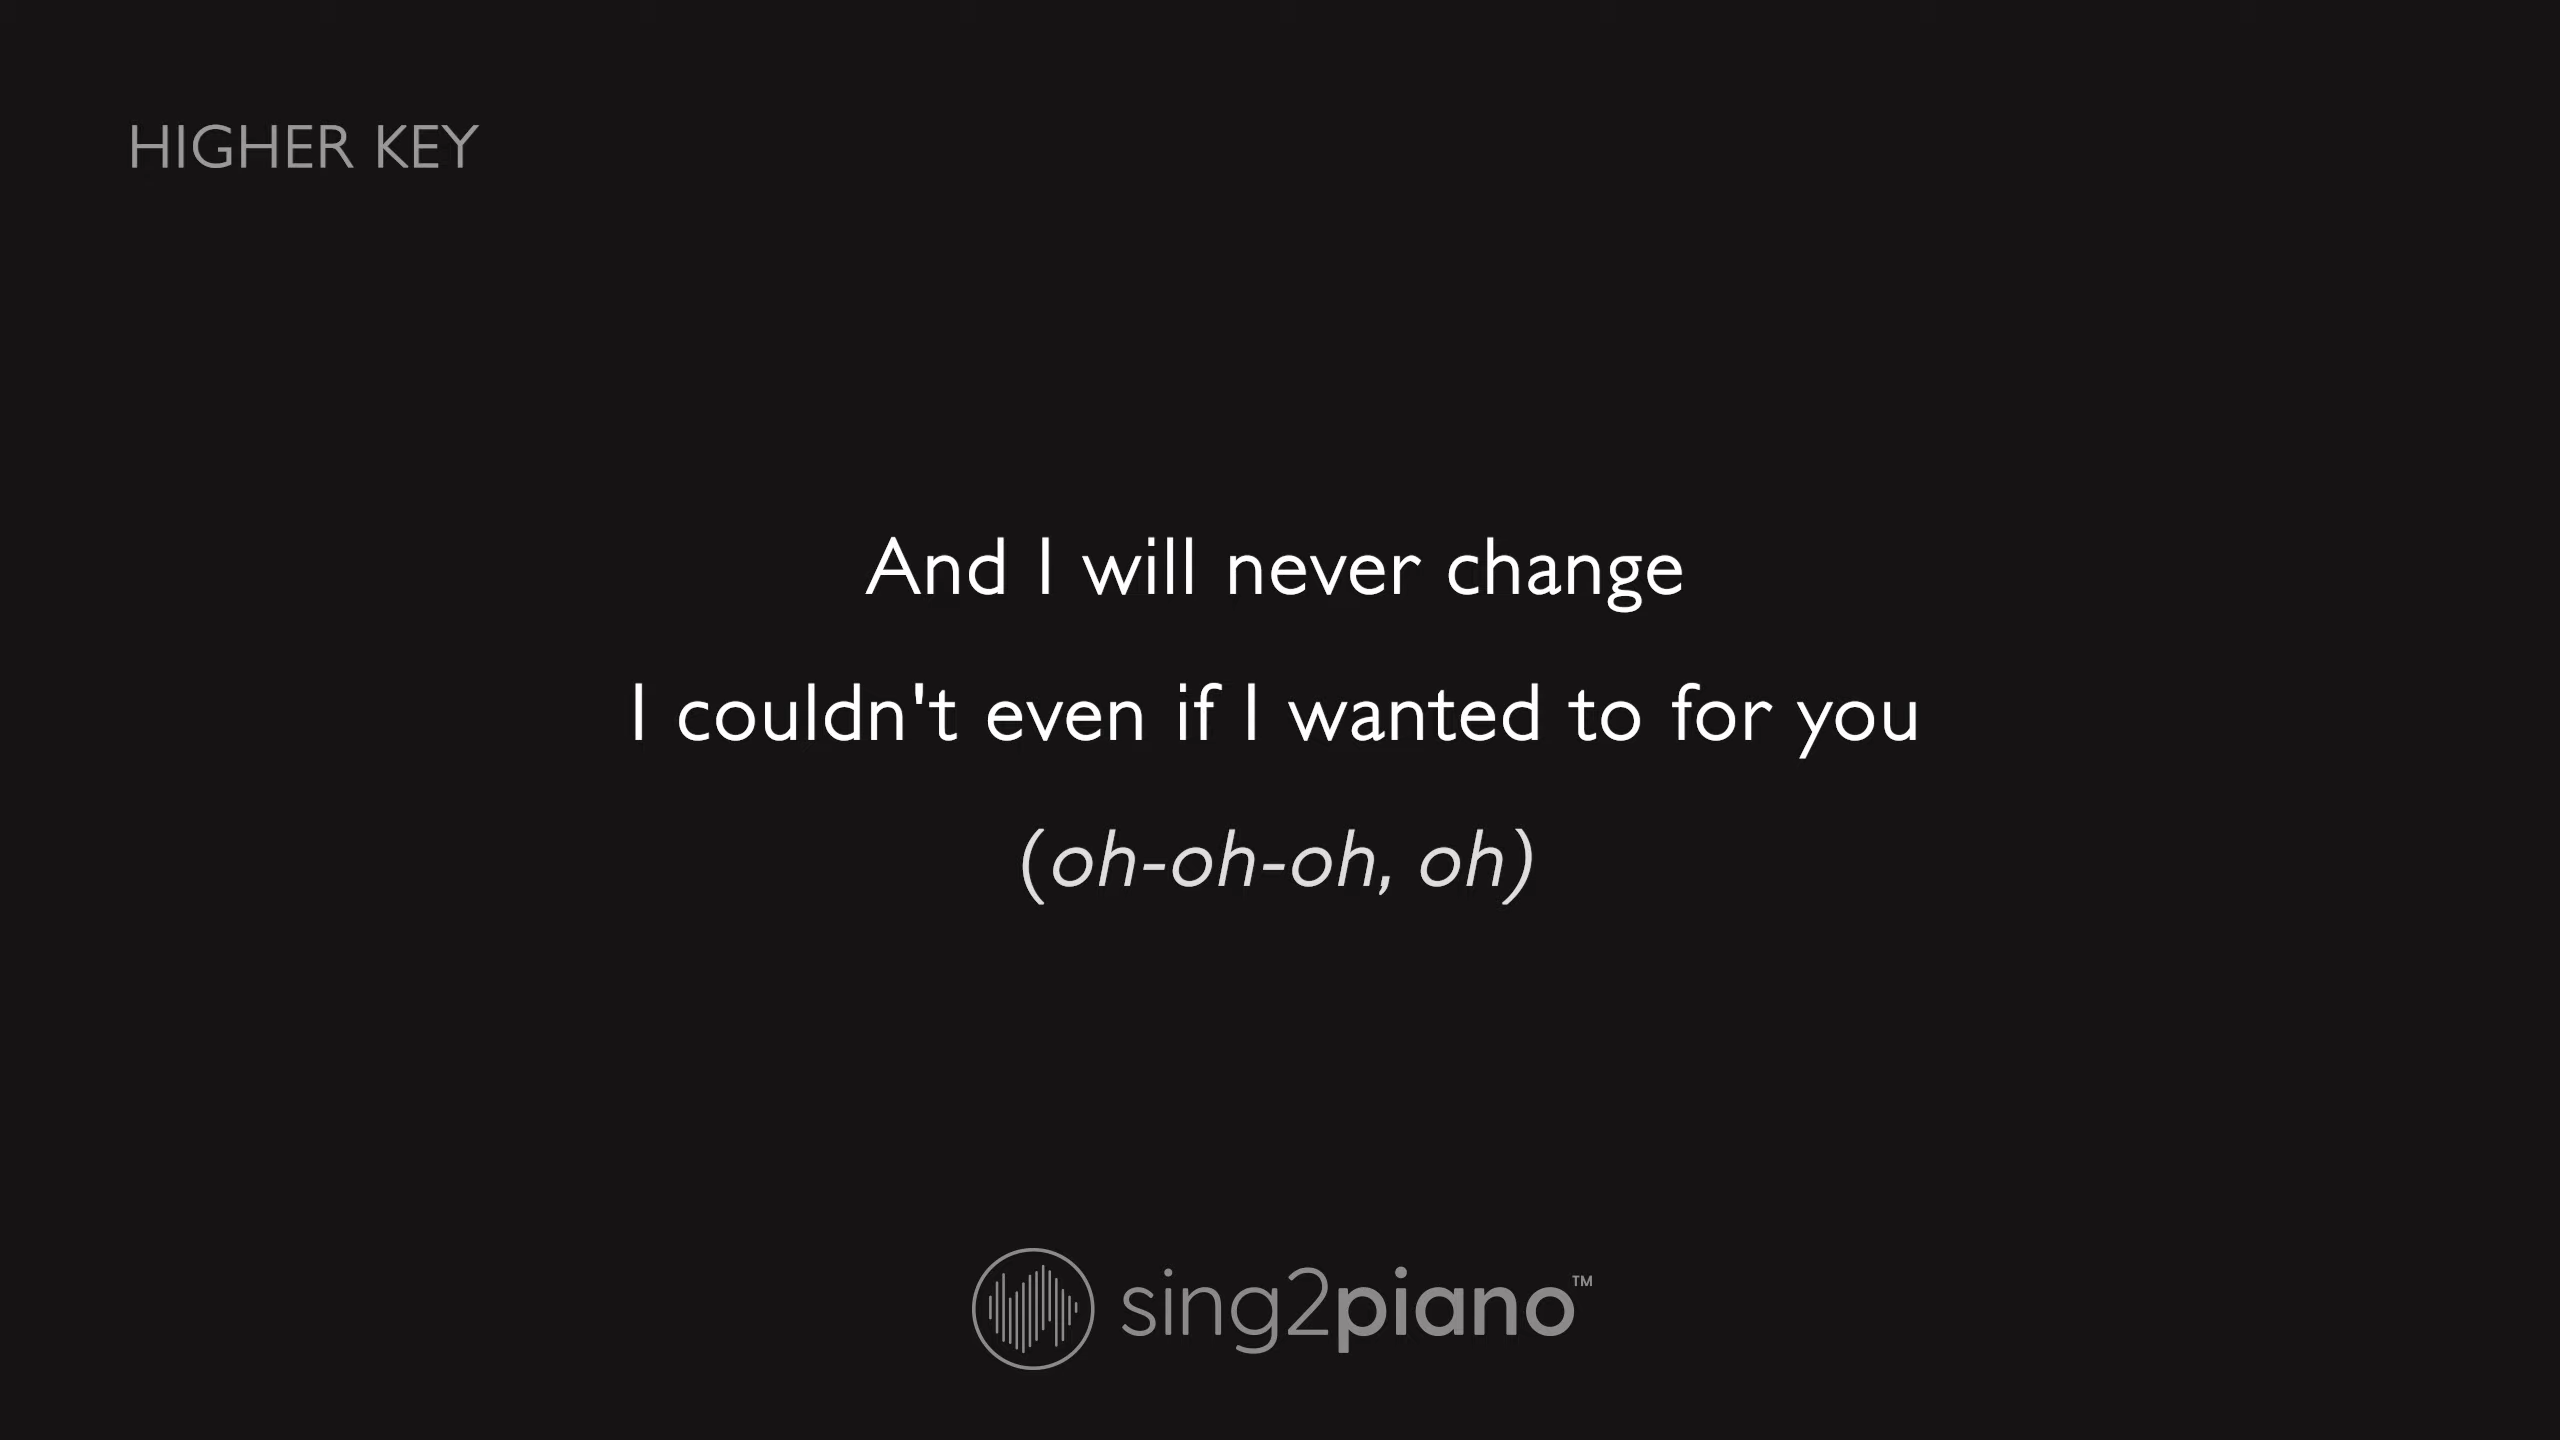 HIGHER KEY
And I will never change
I couldn't even if I wanted to for you
(oh-oh-oh, oh)
sing2piano™